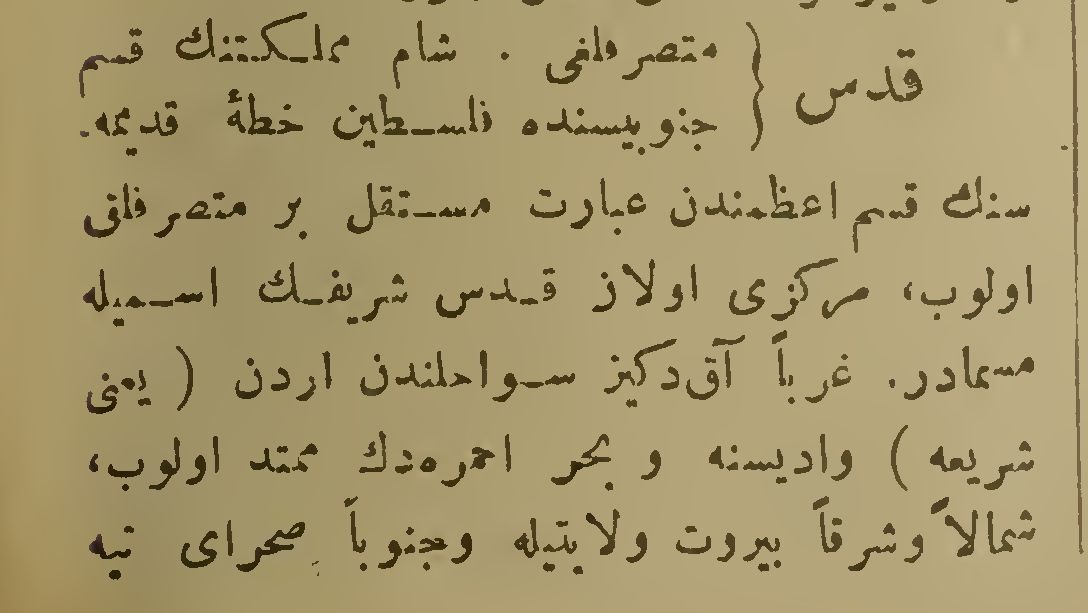 قدس } متصرفلغی . شام مملکتنك قسم
جنوبیسنده فلسطین خطهٔ قدیمه-
سنك قسم اعظمندن عبارت مستقل بر متصرفلق
اولوب، مرکزی اولان قدس شریفك اسمیله
مسمادر. غرباً آق دکیز سواحلندن اردن ( یعنی
شریعه ) وادیسنه و بحر احمره دك ممتد اولوب،
شمالاً وشرقاً بیروت ولایتیله وجنوباً صحرای تیه